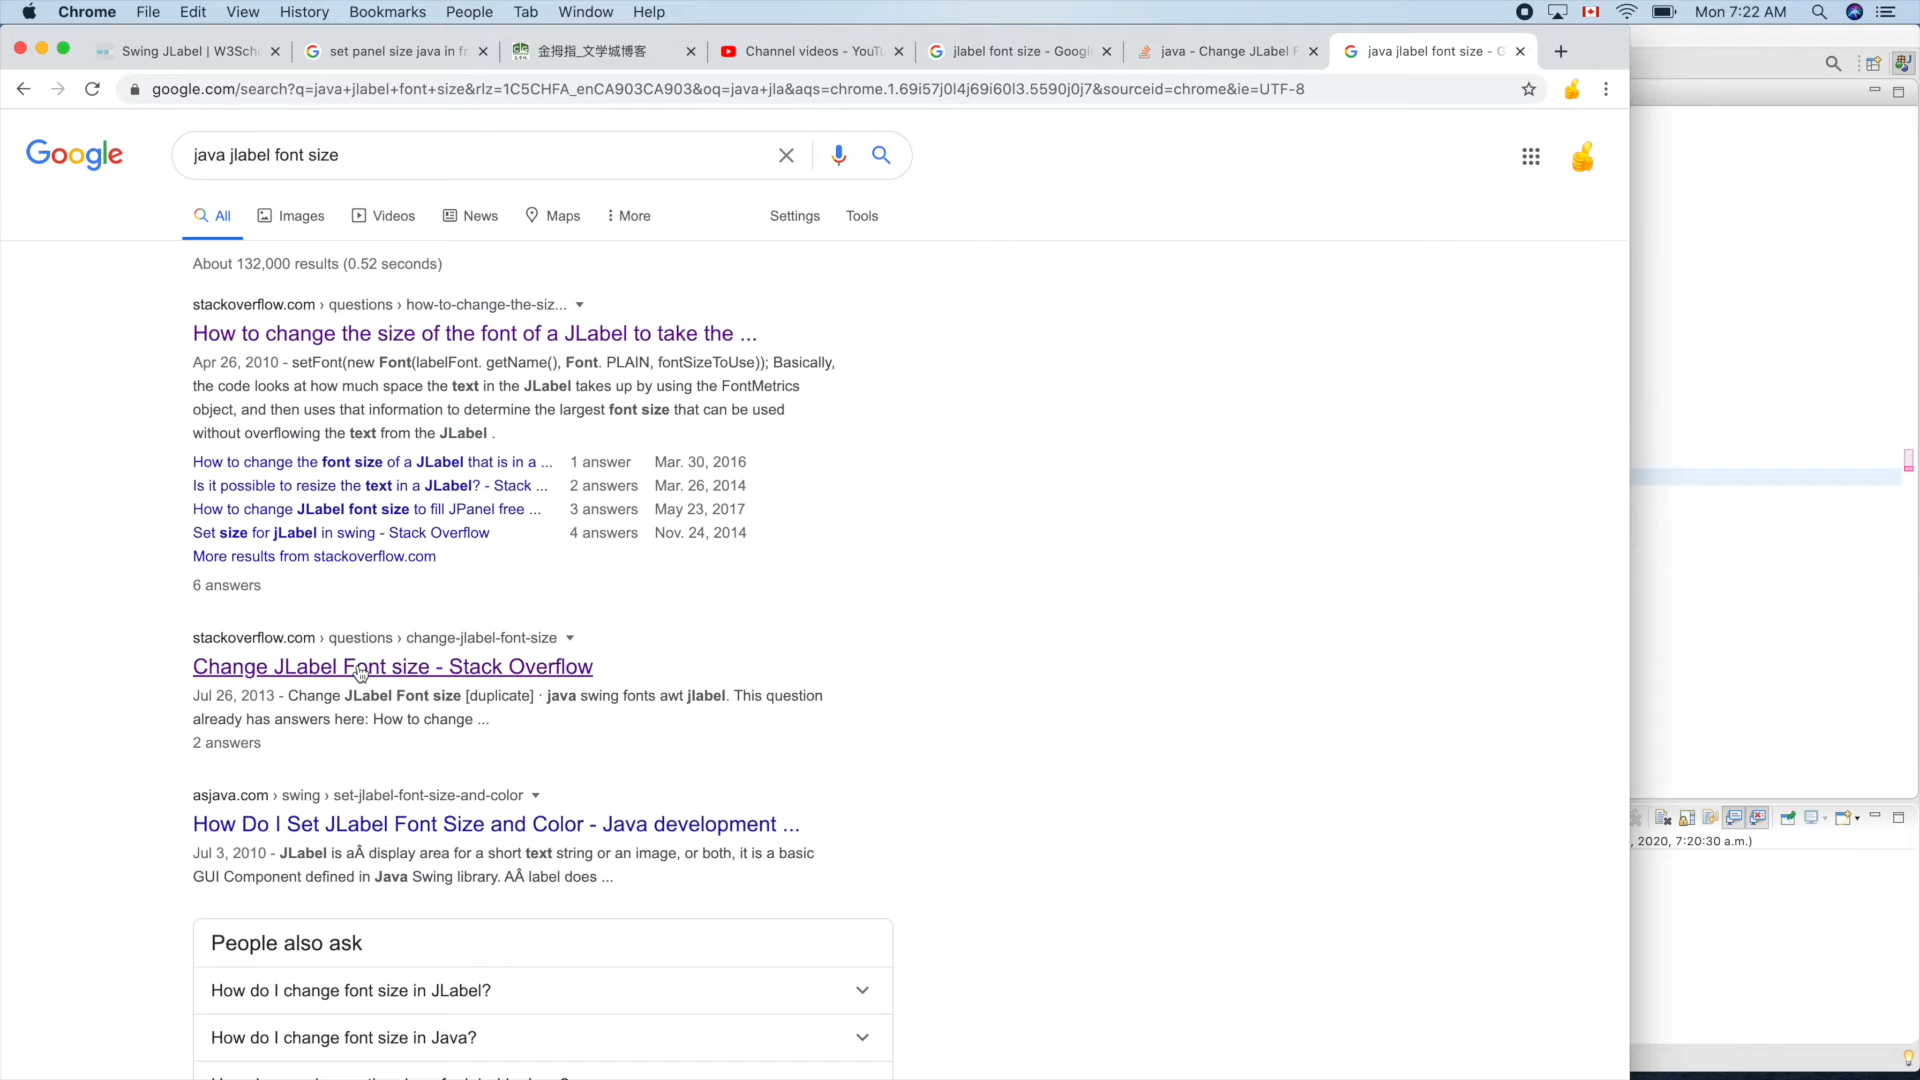 Chrome File Edit View History Bookmarks People Tab Window Help Mon 7:22 AM
Swing JLabel | W3Sch set panel size java in fr 金拇指_文学城博客 Channel videos - YouTu jlabel font size - Googl java - Change JLabel F java jlabel font size - G
google.com/search?q=java+jlabel+font+size&rlz=1C5CHFA_enCA903CA903&oq=java+jla&aqs=chrome.1.69i57j0l4j69i60l3.5590j0j7&sourceid=chrome&ie=UTF-8
Google
java jlabel font size
All Images Videos News Maps More Settings Tools
About 132,000 results (0.52 seconds)
stackoverflow.com › questions › how-to-change-the-siz...
How to change the size of the font of a JLabel to take the ...
Apr 26, 2010 - setFont(new Font(labelFont. getName(), Font. PLAIN, fontSizeToUse)); Basically,
the code looks at how much space the text in the JLabel takes up by using the FontMetrics
object, and then uses that information to determine the largest font size that can be used
without overflowing the text from the JLabel .
How to change the font size of a JLabel that is in a ... 1 answer Mar. 30, 2016
Is it possible to resize the text in a JLabel? - Stack ... 2 answers Mar. 26, 2014
How to change JLabel font size to fill JPanel free ... 3 answers May 23, 2017
Set size for jLabel in swing - Stack Overflow 4 answers Nov. 24, 2014
More results from stackoverflow.com
6 answers
stackoverflow.com › questions › change-jlabel-font-size
Change JLabel Font size - Stack Overflow
Jul 26, 2013 - Change JLabel Font size [duplicate] · java swing fonts awt jlabel. This question
already has answers here: How to change ...
2 answers
asjava.com › swing › set-jlabel-font-size-and-color
How Do I Set JLabel Font Size and Color - Java development ...
, 2020, 7:20:30 a.m.)
Jul 3, 2010 - JLabel is aÂ display area for a short text string or an image, or both, it is a basic
GUI Component defined in Java Swing library. AÂ label does ...
People also ask
How do I change font size in JLabel?
How do I change font size in Java?